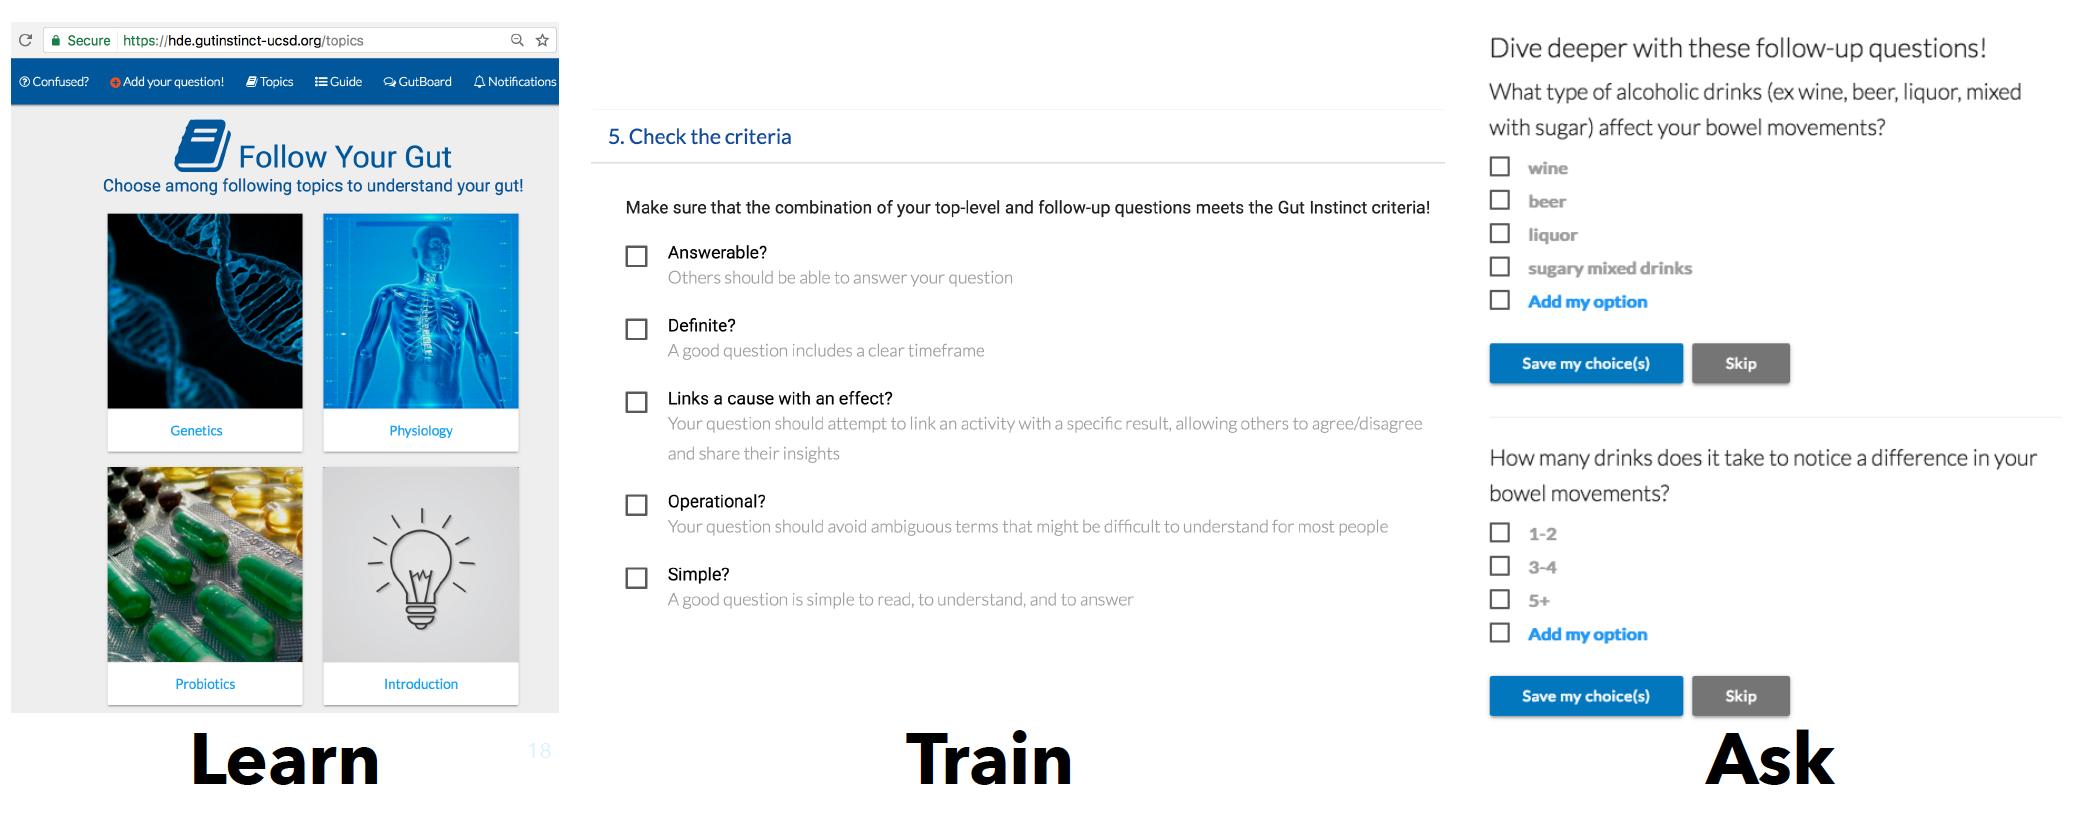 Secure https://hde.gutinstinct-ucsd.org/topics
Confused? Add your question! Topics Guide GutBoard Notifications
Follow Your Gut
Choose among following topics to understand your gut!
Genetics
Physiology
Probiotics
Introduction
Learn
18
5. Check the criteria
Make sure that the combination of your top-level and follow-up questions meets the Gut Instinct criteria!
Answerable?
Others should be able to answer your question
Definite?
A good question includes a clear timeframe
Links a cause with an effect?
Your question should attempt to link an activity with a specific result, allowing others to agree/disagree
and share their insights
Operational?
Your question should avoid ambiguous terms that might be difficult to understand for most people
Simple?
A good question is simple to read, to understand, and to answer
Train
Dive deeper with these follow-up questions!
What type of alcoholic drinks (ex wine, beer, liquor, mixed
with sugar) affect your bowel movements?
wine
beer
liquor
sugary mixed drinks
Add my option
Save my choice(s) Skip
How many drinks does it take to notice a difference in your
bowel movements?
1-2
3-4
5+
Add my option
Save my choice(s) Skip
Ask